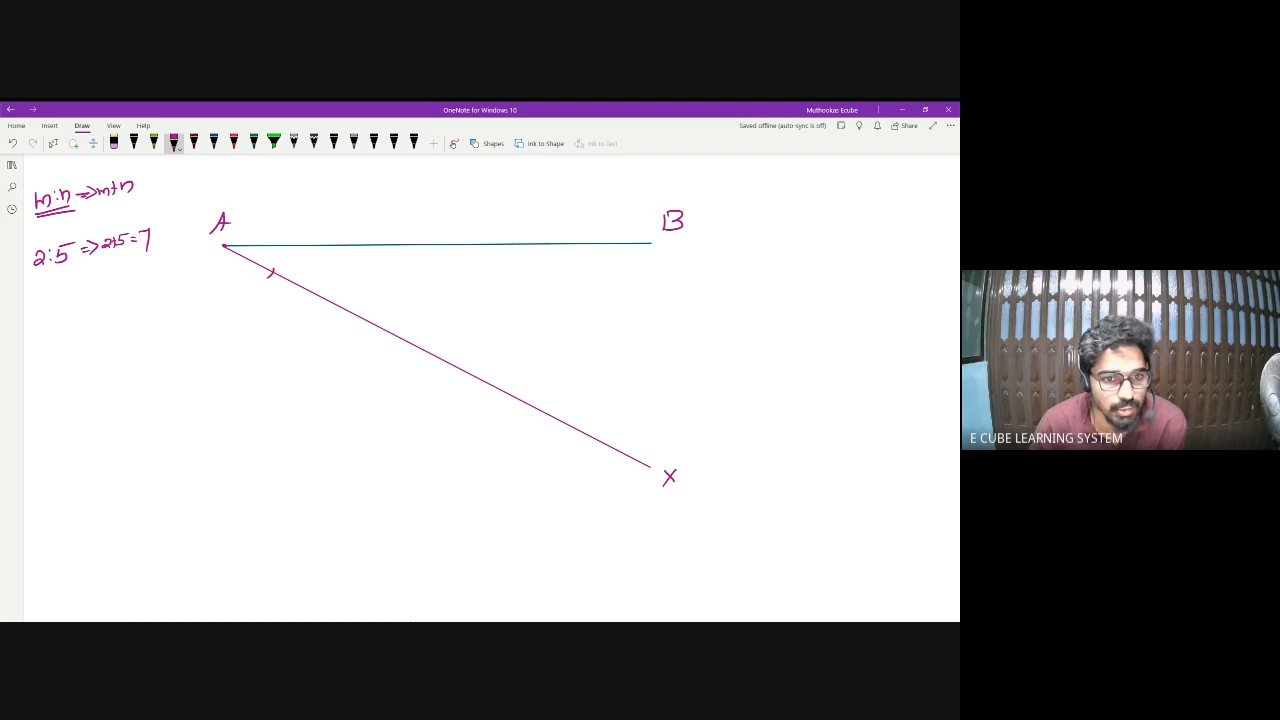 OneNote for Windows 10
Muthookas Ecube
Home Insert Draw View Help
Saved offline (auto-sync is off)
Share
Shapes
Ink to Shape
Ink to Text
m:n => m+n
2:5 => 2+5=7
A
B
X
E CUBE LEARNING SYSTEM